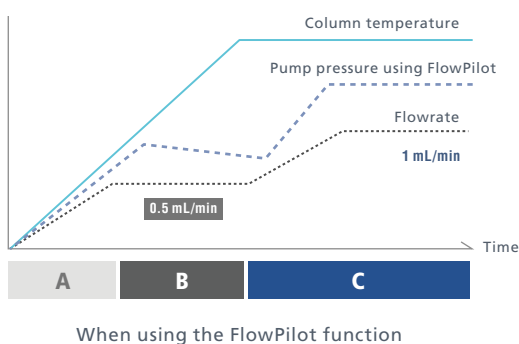 Column temperature
Pump pressure using FlowPilot
Flowrate
1 mL/min
0.5 mL/min
Time
A B C
When using the FlowPilot function